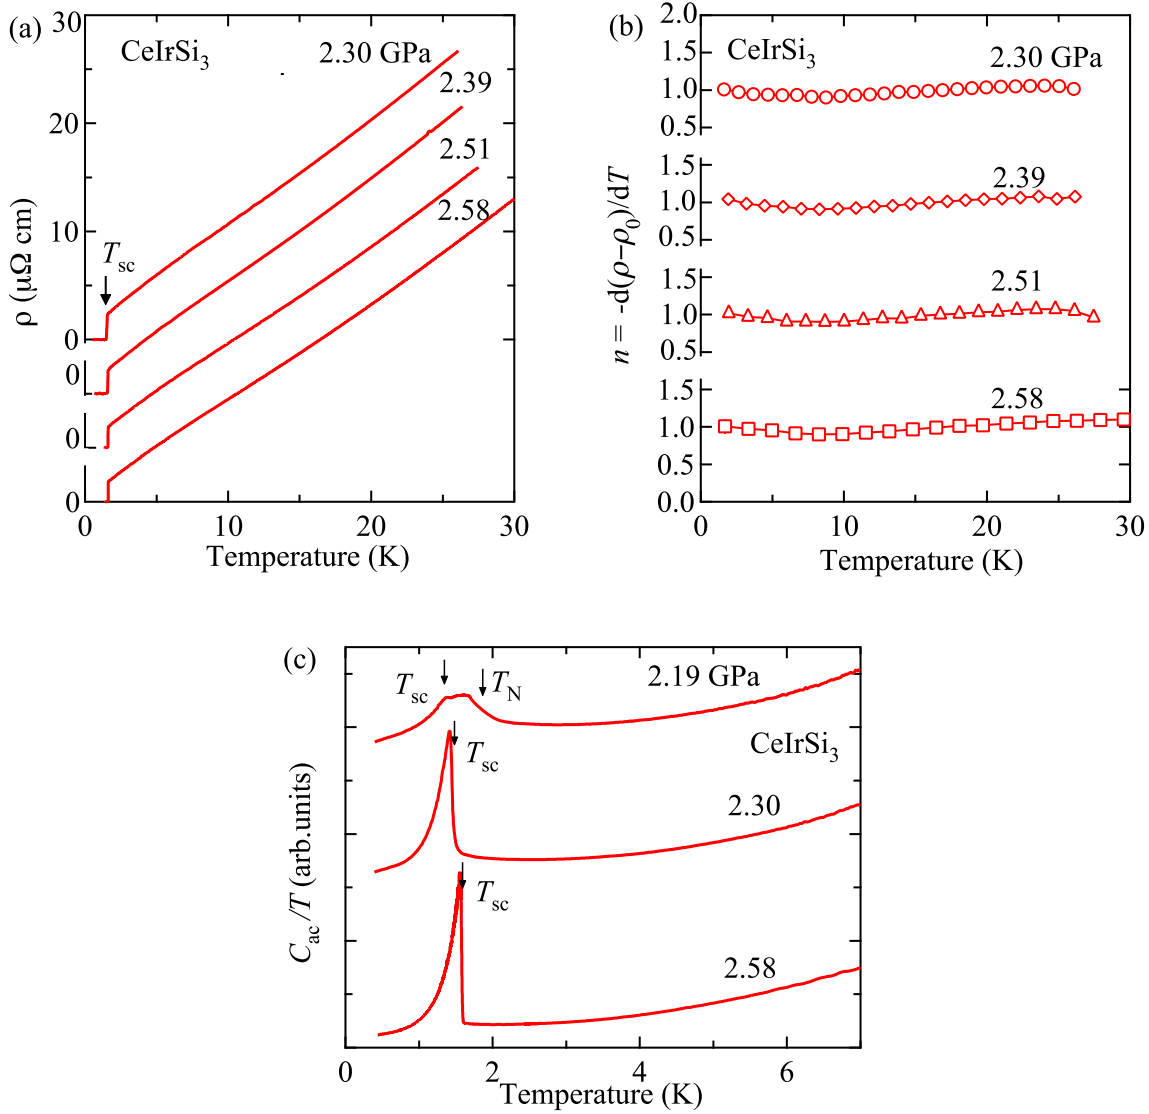 (a)
30
20
10
0
0
0
0
ρ (μΩ cm)
CeIrSi3
2.30 GPa
2.39
2.51
2.58
Tsc
0 10 20 30
Temperature (K)
(b)
2.0
1.5
1.0
0.5
1.5
1.0
0.5
1.5
1.0
0.5
1.5
1.0
0.5
0.0
n = -d(ρ−ρ0)/dT
CeIrSi3
2.30 GPa
2.39
2.51
2.58
0 10 20 30
Temperature (K)
(c)
Cac/T (arb.units)
Tsc
TN
2.19 GPa
CeIrSi3
Tsc
2.30
Tsc
2.58
0 2 4 6
Temperature (K)